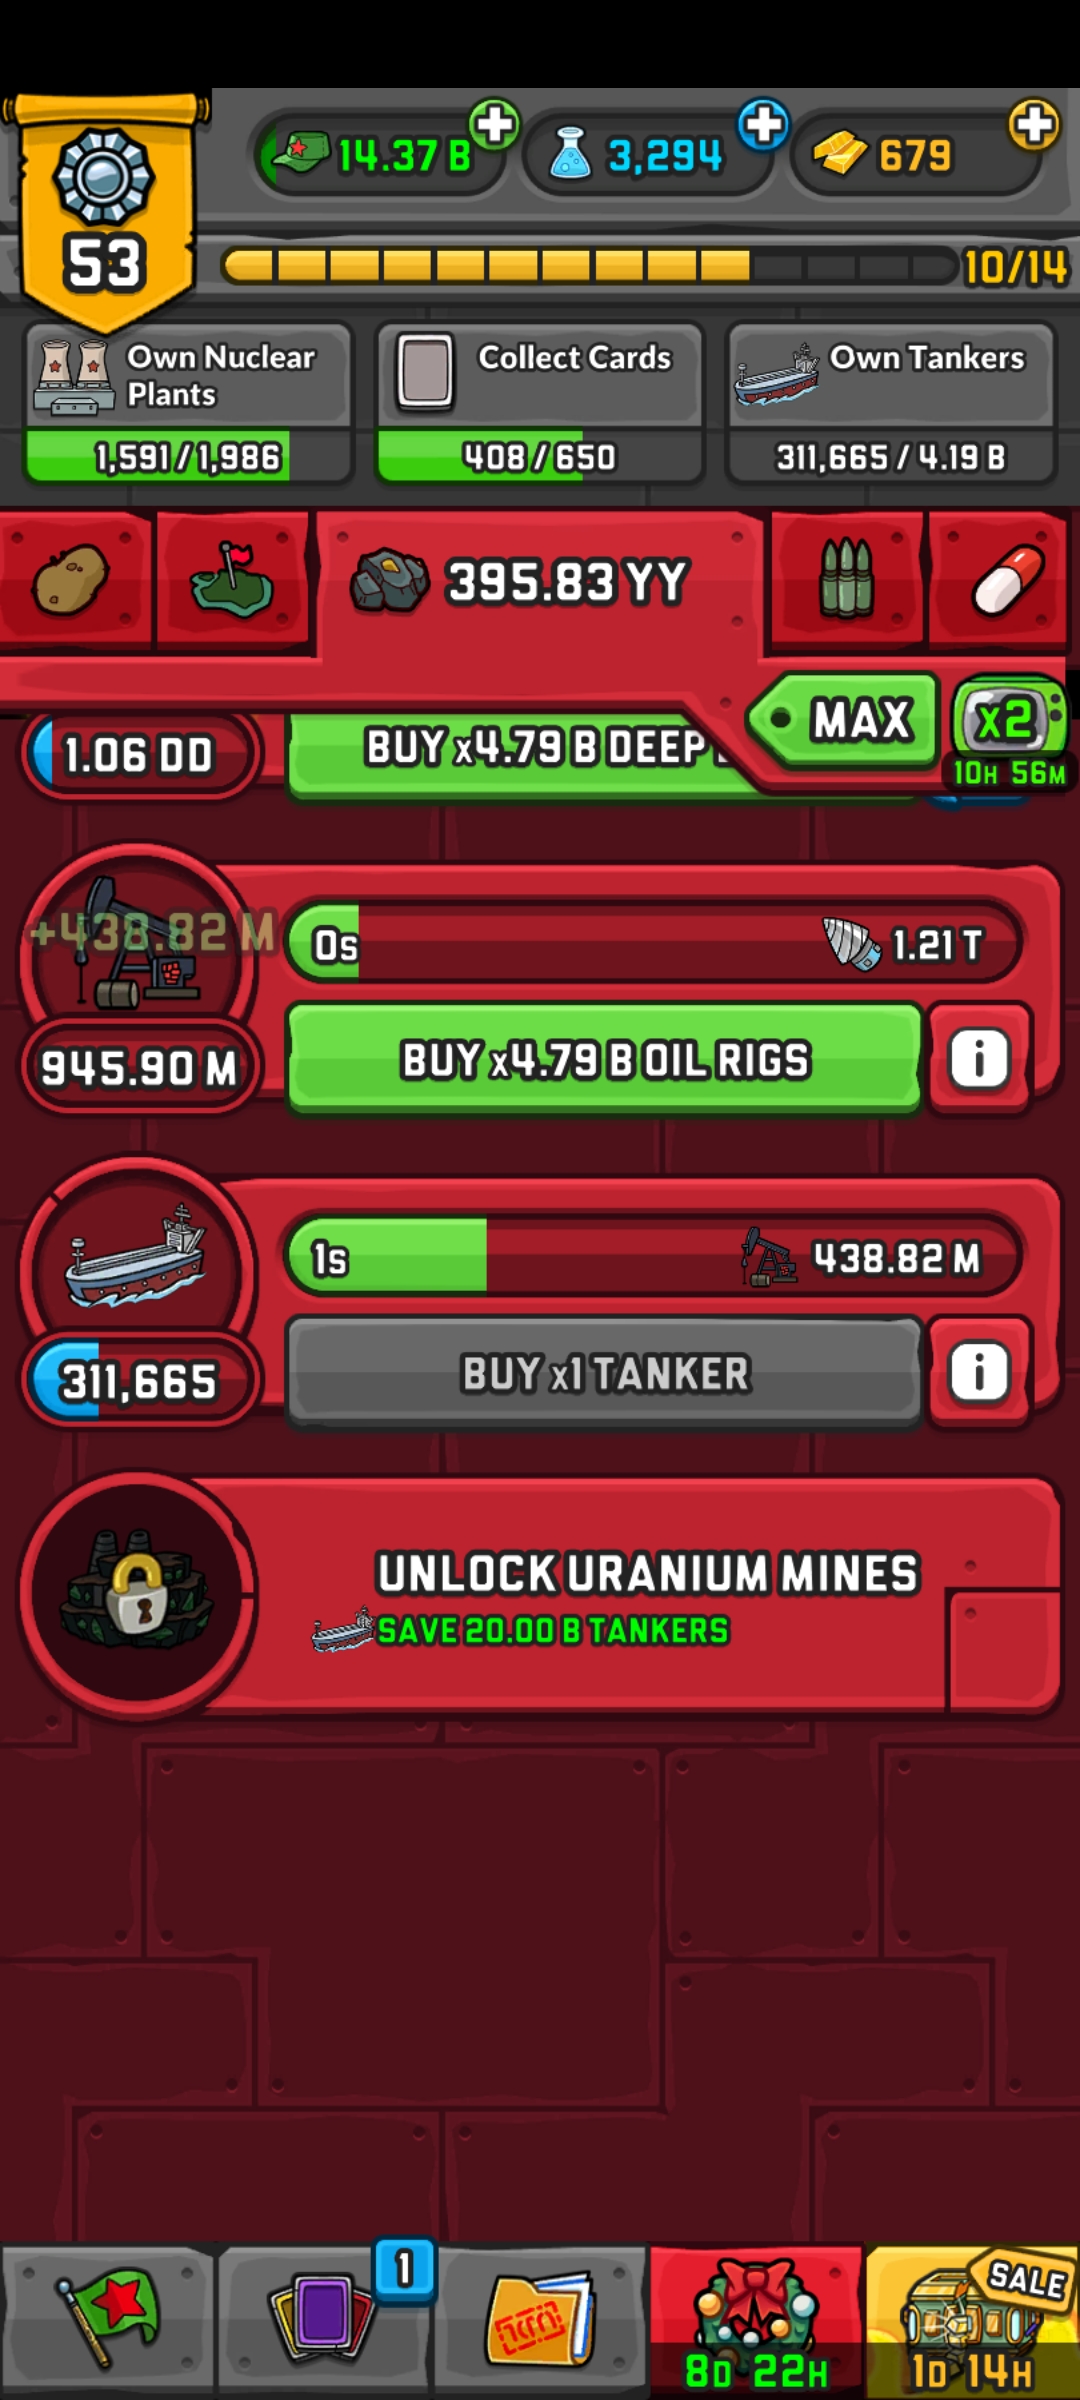 14.37 B
3,294
679
53
10/14
Own Nuclear
Plants
1,591 / 1,986
Collect Cards
408 / 650
Own Tankers
311,665 / 4.19 B
395.83 YY
MAX
x2
10H 56M
1.06 DD
BUY x4.79 B DEEP
+438.82 M
0s
1.21 T
945.90 M
BUY x4.79 B OIL RIGS
i
1s
438.82 M
311,665
BUY x1 TANKER
i
UNLOCK URANIUM MINES
SAVE 20.00 B TANKERS
1
8D 22H
SALE
1D 14H